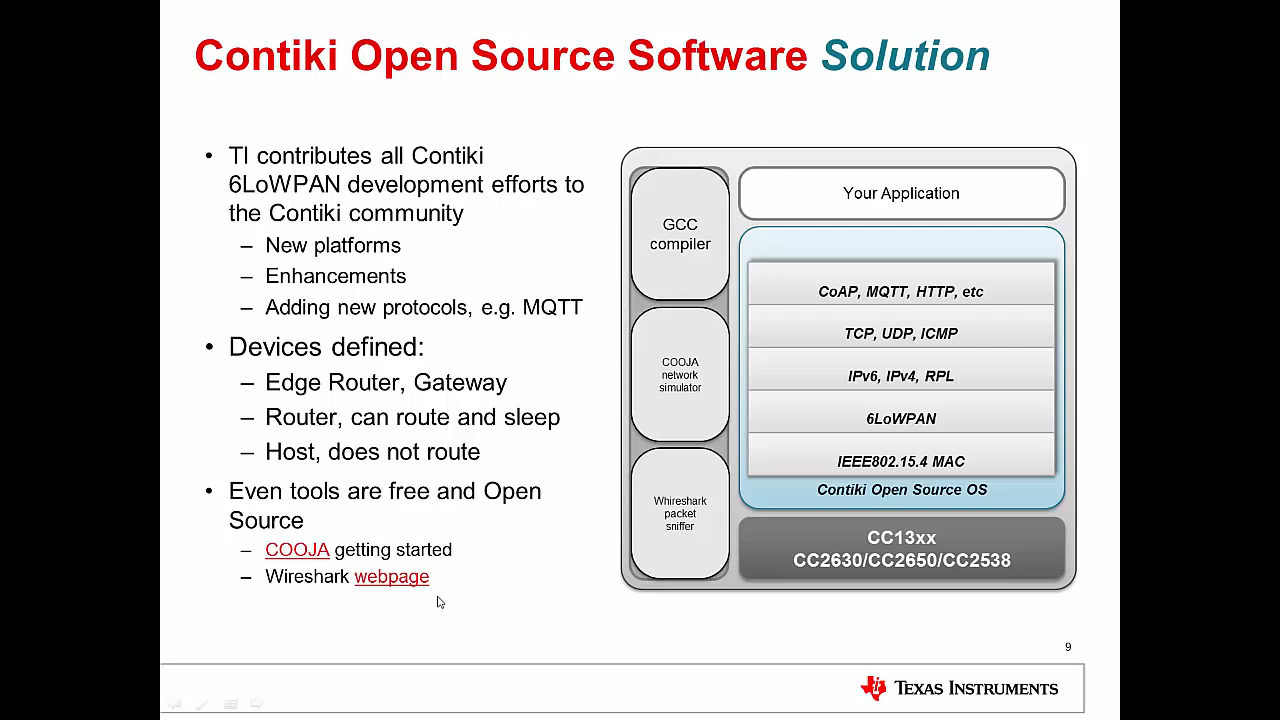 Contiki Open Source Software Solution
• TI contributes all Contiki
6LoWPAN development efforts to
the Contiki community
– New platforms
– Enhancements
– Adding new protocols, e.g. MQTT
• Devices defined:
– Edge Router, Gateway
– Router, can route and sleep
– Host, does not route
• Even tools are free and Open
Source
– COOJA getting started
– Wireshark webpage
GCC
compiler
COOJA
network
simulator
Whireshark
packet
sniffer
Your Application
CoAP, MQTT, HTTP, etc
TCP, UDP, ICMP
IPv6, IPv4, RPL
6LoWPAN
IEEE802.15.4 MAC
Contiki Open Source OS
CC13xx
CC2630/CC2650/CC2538
9
TEXAS INSTRUMENTS